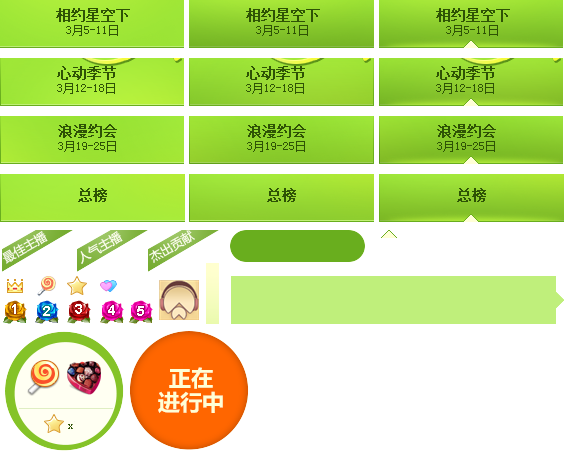 相约星空下 相约星空下 相约星空下
3月5-11日 3月5-11日 3月5-11日
心动季节 心动季节 心动季节
3月12-18日 3月12-18日 3月12-18日
浪漫约会 浪漫约会 浪漫约会
3月19-25日 3月19-25日 3月19-25日
总榜 总榜 总榜
最佳主播 人气主播 杰出贡献
1 2 3 4 5
正在
进行中
x